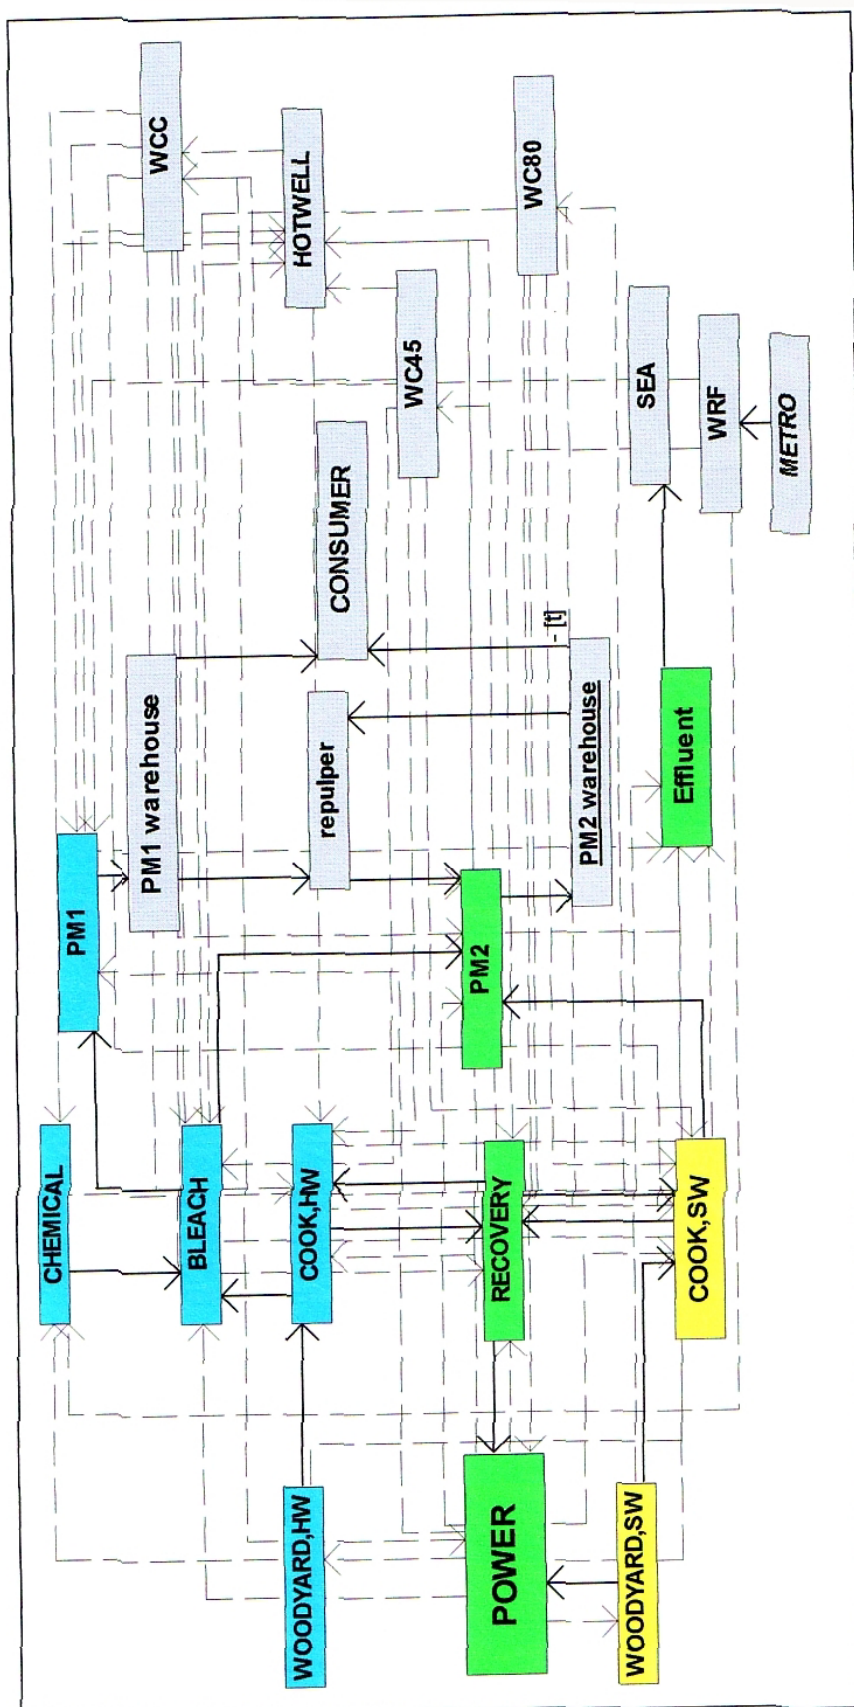 CHEMICAL
PM1
WCC
BLEACH
PM1 warehouse
WOODYARD,HW
COOK,HW
repulper
CONSUMER
HOTWELL
WC45
POWER
RECOVERY
PM2
WC80
- [t]
PM2 warehouse
WOODYARD,SW
COOK,SW
Effluent
SEA
WRF
METRO